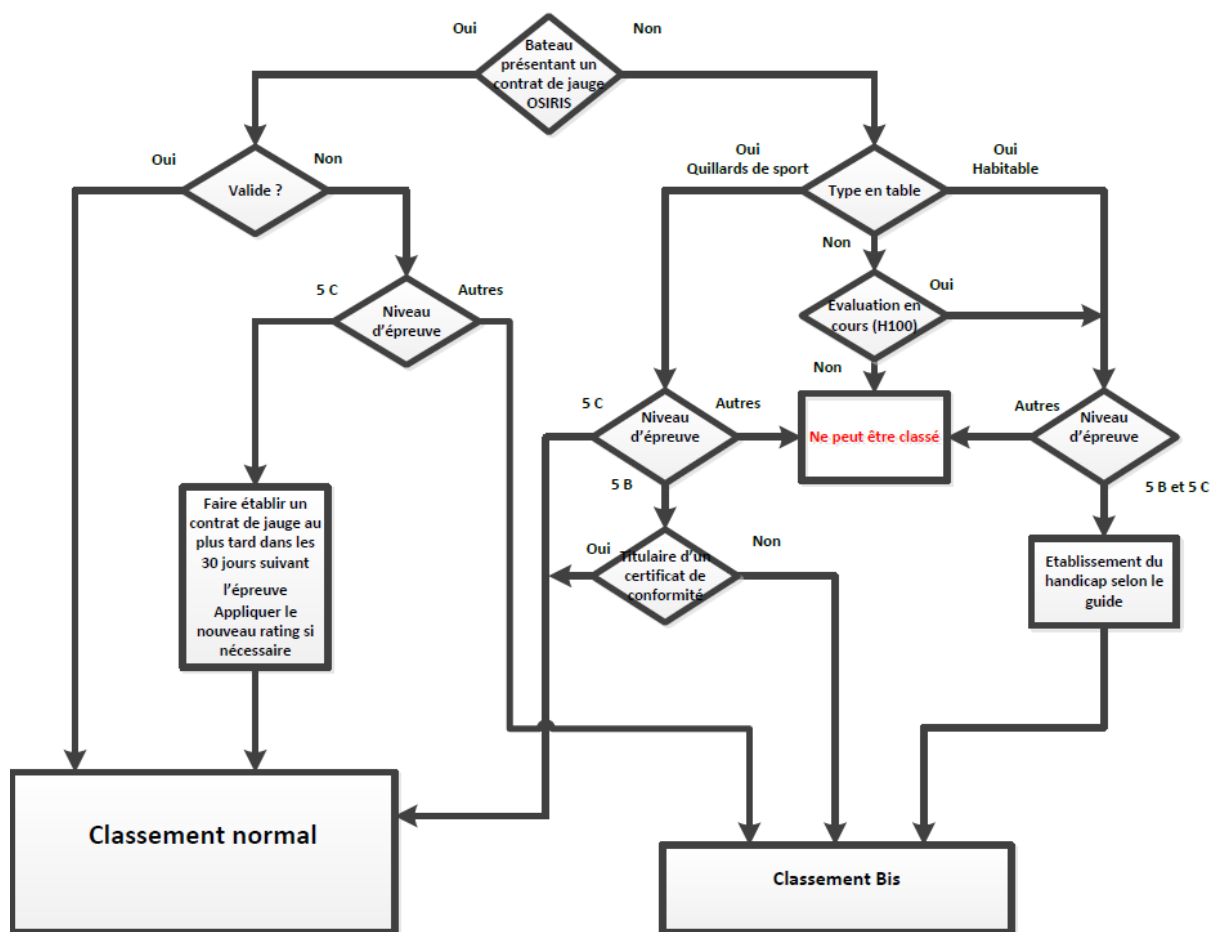 Oui
Non
Bateau
présentant un
contrat de jauge
OSIRIS
Oui
Non
Valide ?
Oui
Quillards de sport
Oui
Habitable
Type en table
Non
5 C
Autres
Niveau
d'épreuve
Oui
Evaluation en
cours (H100)
Non
5 C
Autres
Niveau
d'épreuve
Ne peut être classé
Autres
Niveau
d'épreuve
5 B
5 B et 5 C
Faire établir un
contrat de jauge au
plus tard dans les
30 jours suivant
l'épreuve
Appliquer le
nouveau rating si
nécessaire
Oui
Non
Titulaire d'un
certificat de
conformité
Etablissement du
handicap selon le
guide
Classement normal
Classement Bis